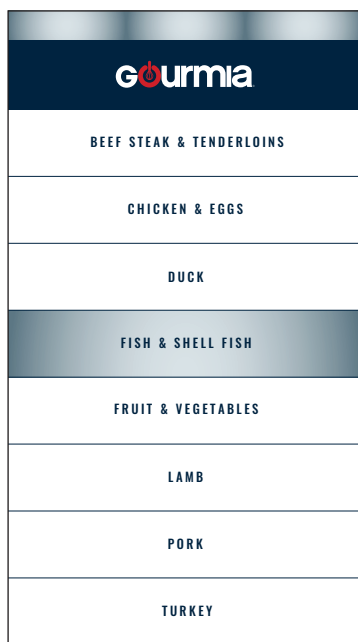 GOURMIA
BEEF STEAK & TENDERLOINS
CHICKEN & EGGS
DUCK
FISH & SHELL FISH
FRUIT & VEGETABLES
LAMB
PORK
TURKEY